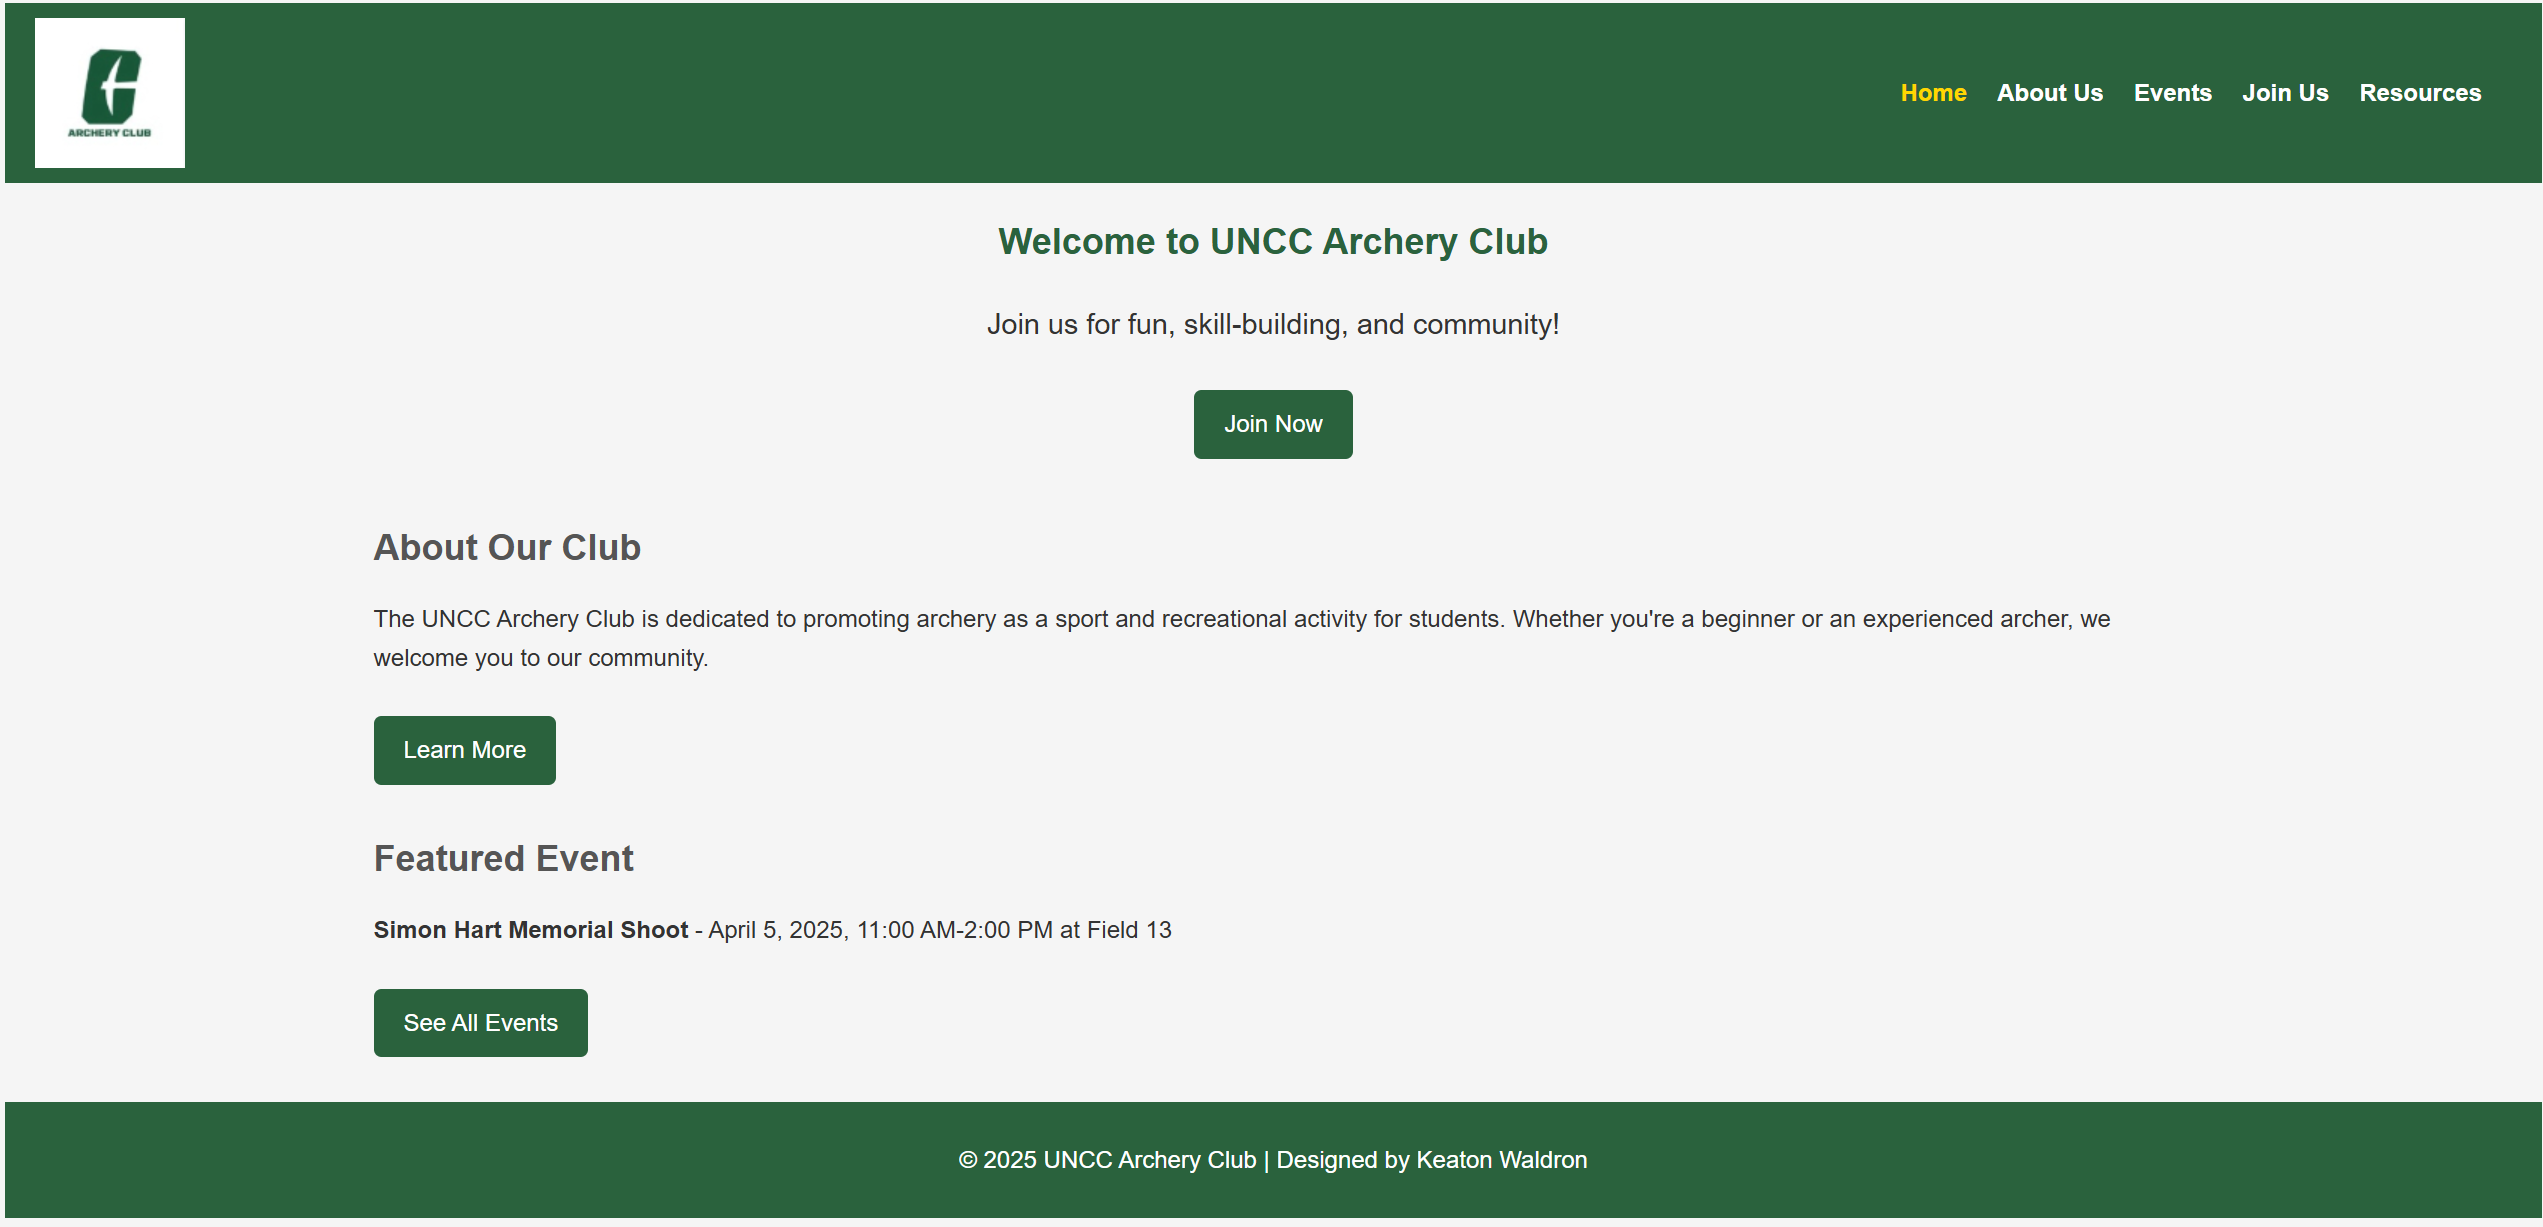 ARCHERY CLUB
Home About Us Events Join Us Resources
Welcome to UNCC Archery Club
Join us for fun, skill-building, and community!
Join Now
About Our Club
The UNCC Archery Club is dedicated to promoting archery as a sport and recreational activity for students. Whether you're a beginner or an experienced archer, we
welcome you to our community.
Learn More
Featured Event
Simon Hart Memorial Shoot - April 5, 2025, 11:00 AM-2:00 PM at Field 13
See All Events
© 2025 UNCC Archery Club | Designed by Keaton Waldron